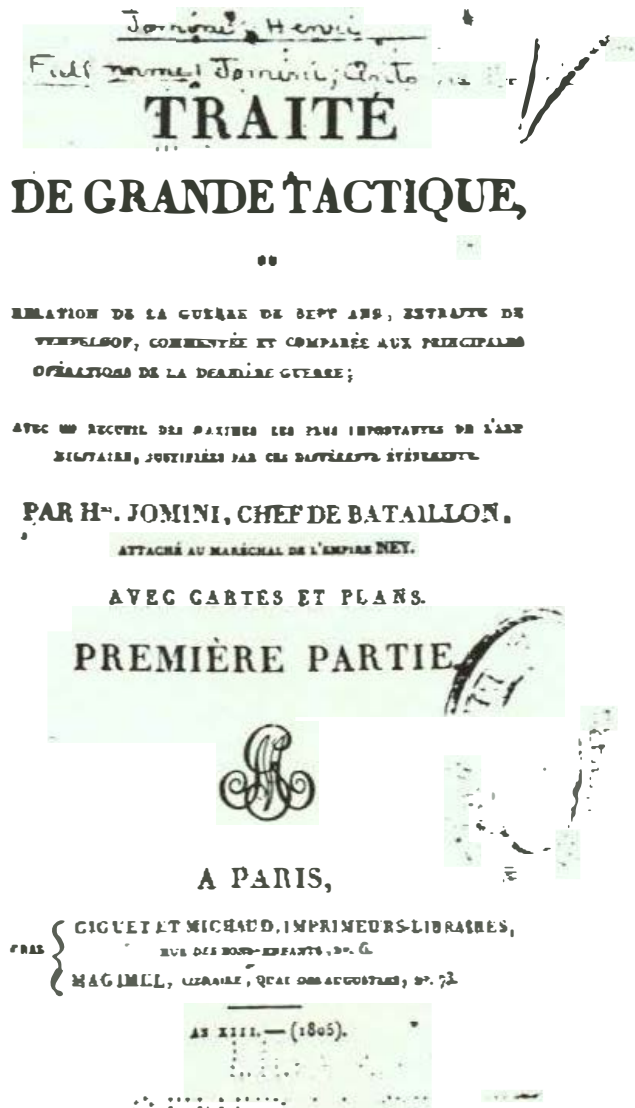 Jomini, Henri
Full name: Jomini, Anto
TRAITÉ
DE GRANDE TACTIQUE,
OU
RELATION DE LA GUERRE DE SEPT ANS, EXTRAITE DE
TEMPELHOF, COMMENTÉE ET COMPARÉE AUX PRINCIPALES
OPÉRATIONS DE LA DERNIÈRE GUERRE;
AVEC UN RECUEIL DES MAXIMES LES PLUS IMPORTANTES DE L'ART
MILITAIRE, JUSTIFIÉES PAR CES DIFFÉRENTS ÉVÉNEMENTS
PAR Hri. JOMINI, CHEF DE BATAILLON,
ATTACHÉ AU MARÉCHAL DE L'EMPIRE NEY.
AVEC CARTES ET PLANS.
PREMIÈRE PARTIE.
A PARIS,
CHEZ
GIGUET ET MICHAUD, IMPRIMEURS-LIBRAIRES,
RUE DES BONS-ENFANTS, N°. 6.
MAGIMEL, LIBRAIRE, QUAI DES AUGUSTINS, N°. 73.
AN XIII. — (1805).